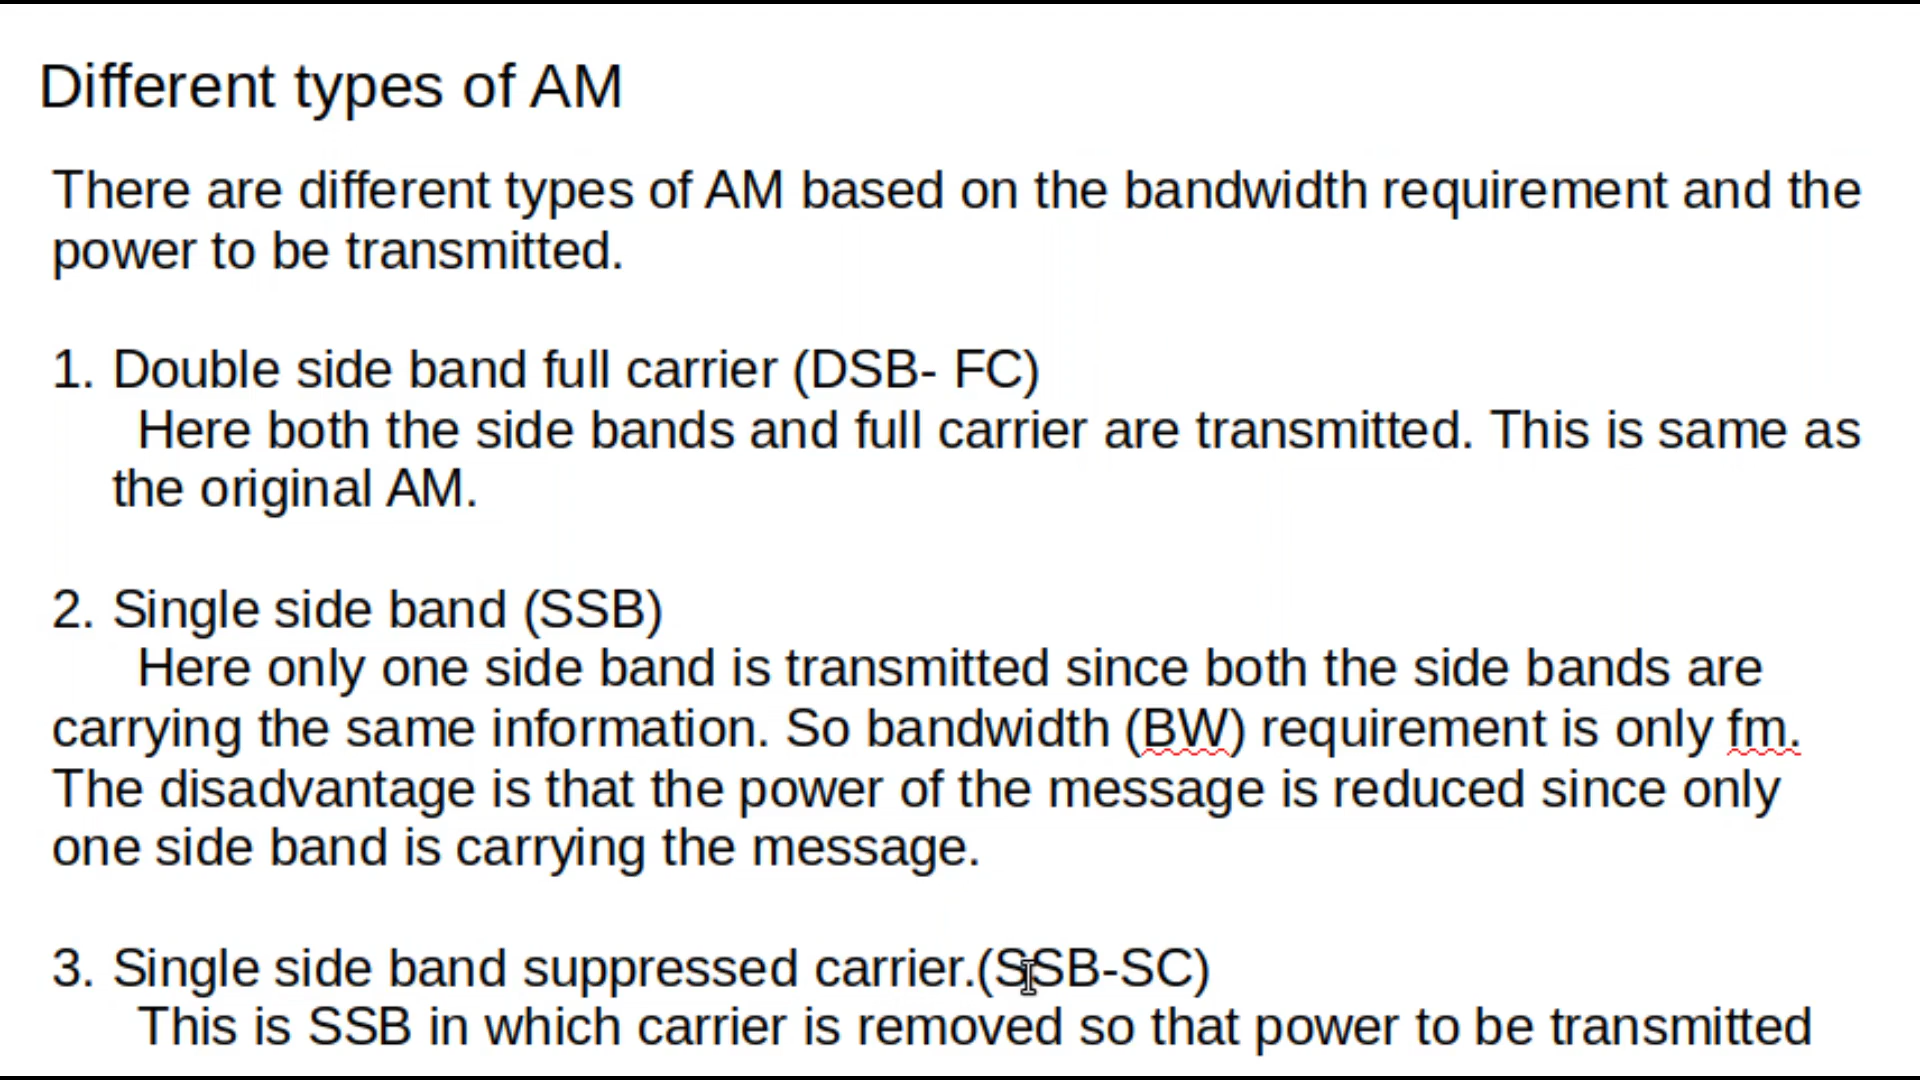 Different types of AM
There are different types of AM based on the bandwidth requirement and the
power to be transmitted.
1. Double side band full carrier (DSB- FC)
Here both the side bands and full carrier are transmitted. This is same as
the original AM.
2. Single side band (SSB)
Here only one side band is transmitted since both the side bands are
carrying the same information. So bandwidth (BW) requirement is only fm.
The disadvantage is that the power of the message is reduced since only
one side band is carrying the message.
3. Single side band suppressed carrier.(SSB-SC)
This is SSB in which carrier is removed so that power to be transmitted